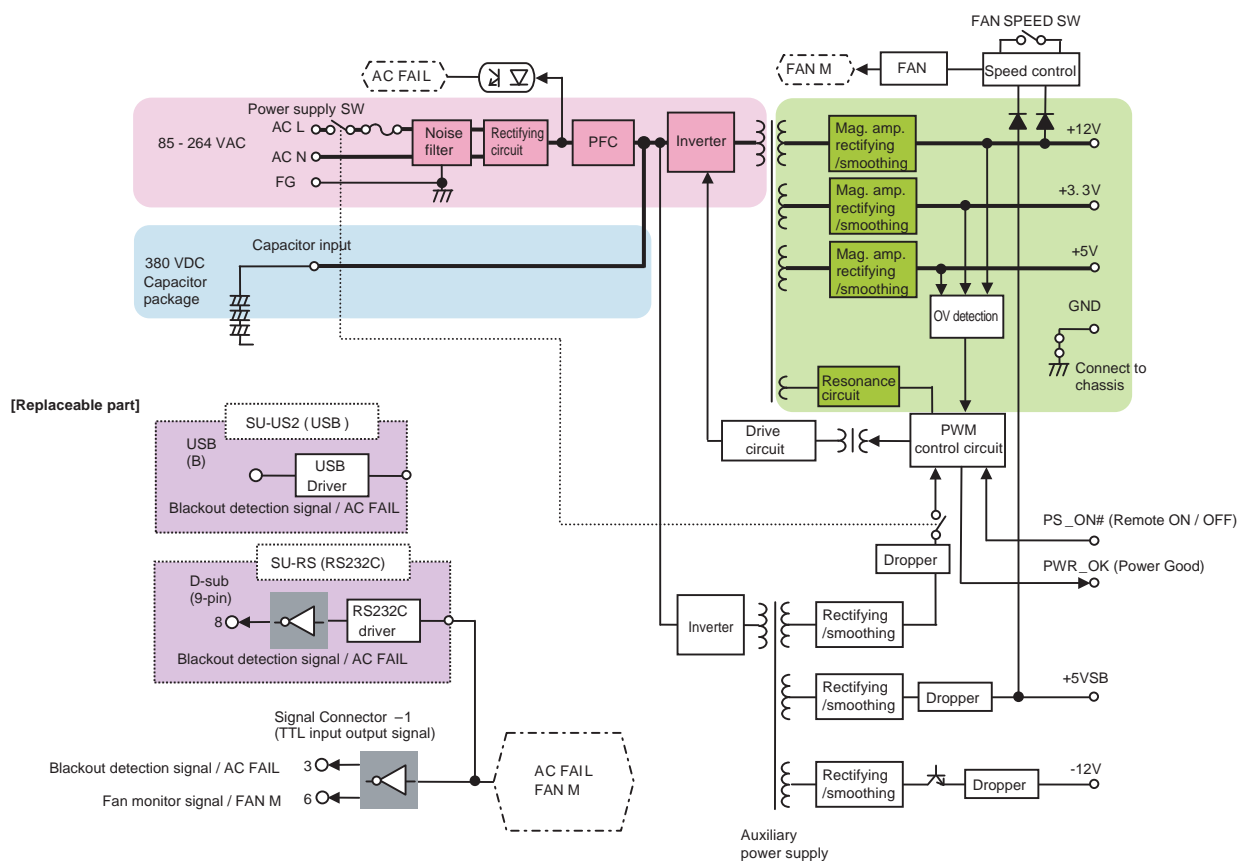 FAN SPEED SW
AC FAIL
FAN M
FAN
Speed control
Power supply SW
AC L
85 - 264 VAC
AC N
FG
Noise
filter
Rectifying
circuit
PFC
Inverter
Mag. amp.
rectifying
/smoothing
+12V
Mag. amp.
rectifying
/smoothing
+3.3V
Mag. amp.
rectifying
/smoothing
+5V
Capacitor input
380 VDC
Capacitor
package
OV detection
GND
Connect to
chassis
Resonance
circuit
[Replaceable part]
SU-US2 (USB)
USB
(B)
USB
Driver
Blackout detection signal / AC FAIL
Drive
circuit
PWM
control circuit
PS_ON# (Remote ON / OFF)
PWR_OK (Power Good)
Dropper
SU-RS (RS232C)
D-sub
(9-pin)
8
RS232C
driver
Blackout detection signal / AC FAIL
Inverter
Rectifying
/smoothing
Rectifying
/smoothing
Dropper
+5VSB
Signal Connector –1
(TTL input output signal)
Blackout detection signal / AC FAIL 3
Fan monitor signal / FAN M 6
AC FAIL
FAN M
Rectifying
/smoothing
Dropper
-12V
Auxiliary
power supply